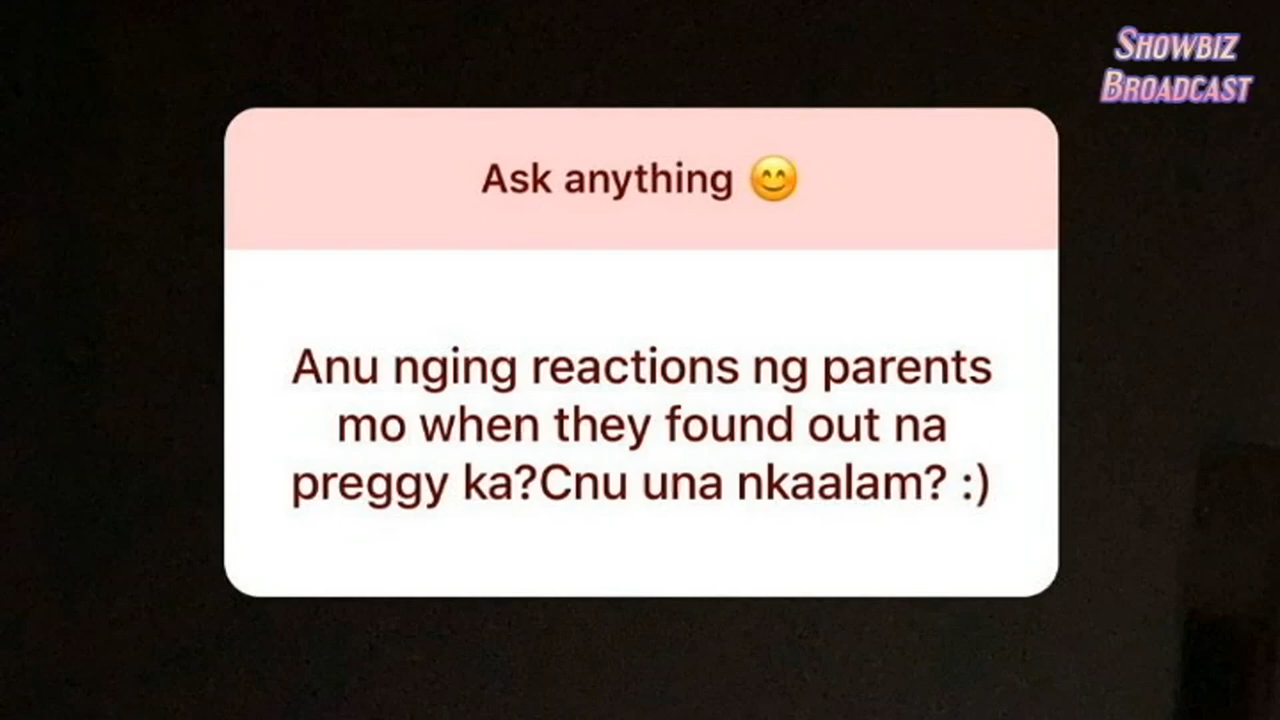 Showbiz
Broadcast
Ask anything 😊
Anu nging reactions ng parents
mo when they found out na
preggy ka?Cnu una nkaalam? :)